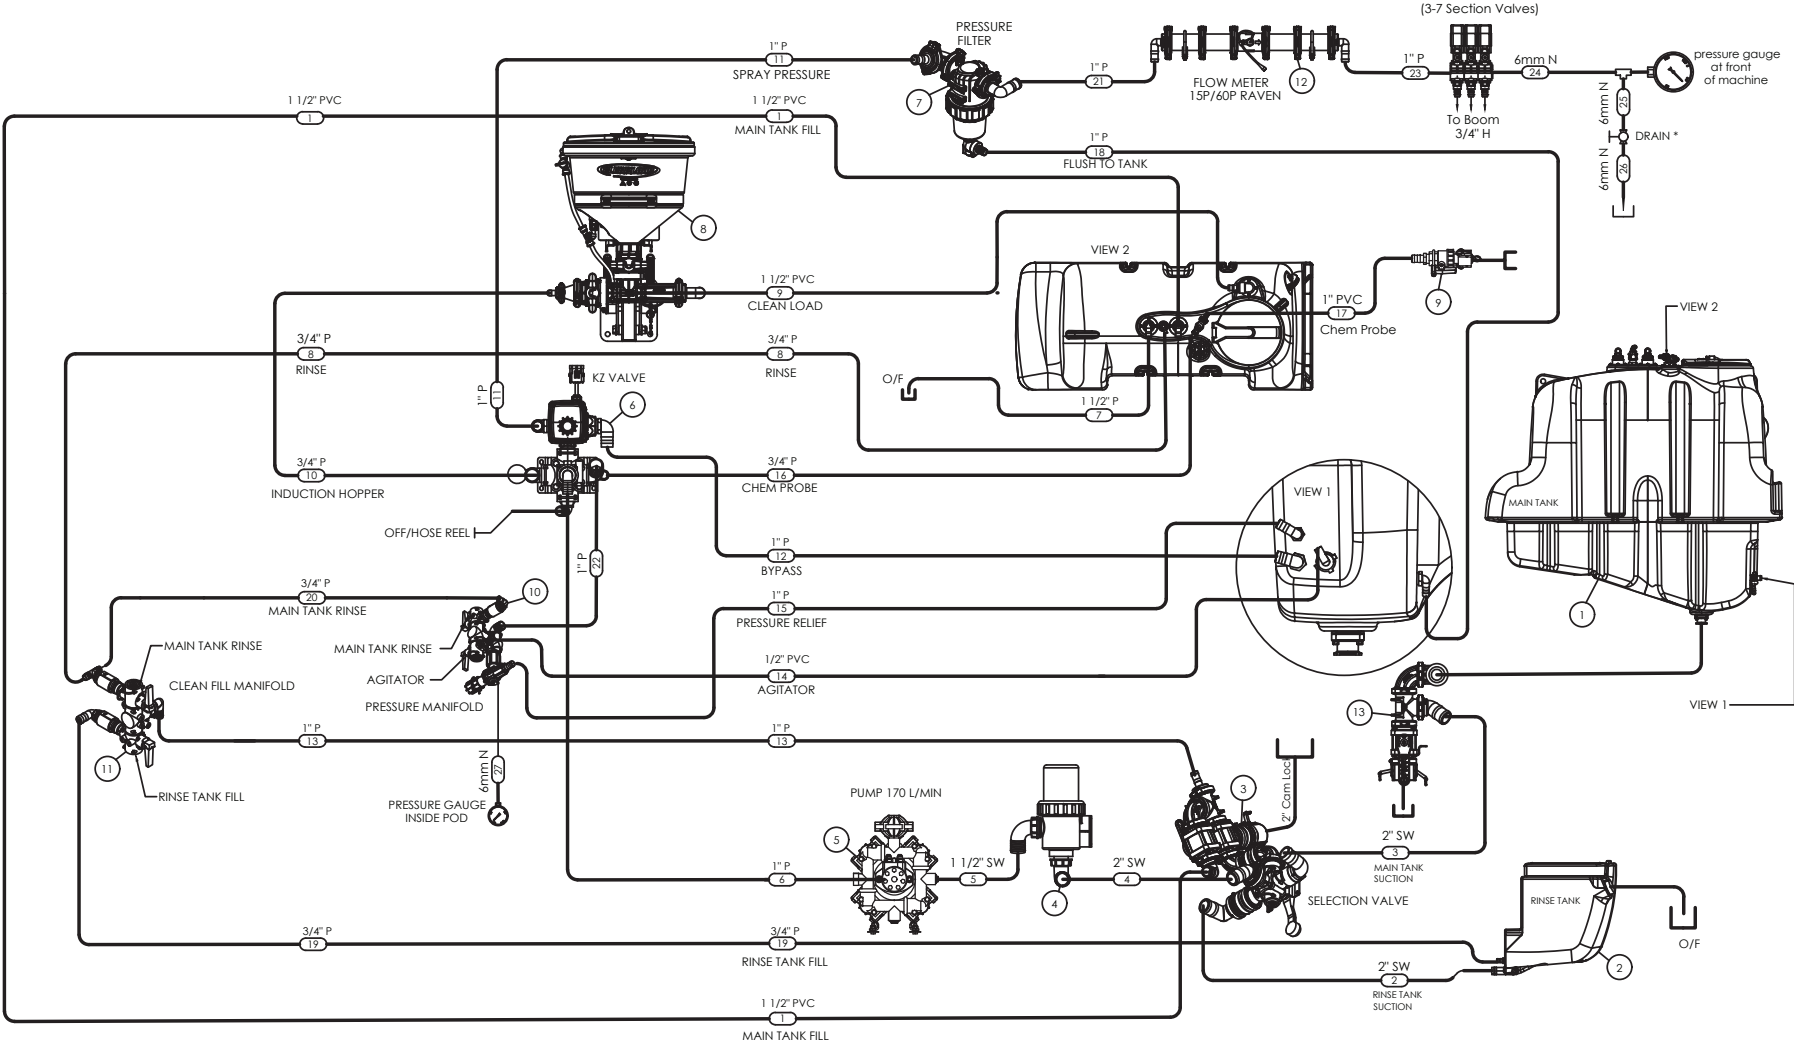 (3-7 Section Valves)
PRESSURE
FILTER
1" P
11
SPRAY PRESSURE
7
1" P
21
FLOW METER
15P/60P RAVEN
12
1" P
23
6mm N
24
pressure gauge
at front
of machine
To Boom
3/4" H
6mm N
25
DRAIN *
6mm N
26
1 1/2" PVC
1
1 1/2" PVC
1
MAIN TANK FILL
1" P
18
FLUSH TO TANK
8
VIEW 2
1 1/2" PVC
9
CLEAN LOAD
1" PVC
17
Chem Probe
9
VIEW 2
3/4" P
8
RINSE
3/4" P
8
RINSE
O/F
1 1/2" P
7
1" P
11
KZ VALVE
6
3/4" P
10
INDUCTION HOPPER
3/4" P
16
CHEM PROBE
VIEW 1
MAIN TANK
OFF/HOSE REEL
1" P
22
1" P
12
BYPASS
3/4" P
20
MAIN TANK RINSE
10
1" P
15
PRESSURE RELIEF
1
MAIN TANK RINSE
MAIN TANK RINSE
AGITATOR
PRESSURE MANIFOLD
CLEAN FILL MANIFOLD
1/2" PVC
14
AGITATOR
13
VIEW 1
1" P
13
1" P
13
11
RINSE TANK FILL
6mm N
27
PRESSURE GAUGE
INSIDE POD
PUMP 170 L/MIN
5
3
2" Cam Lock
1" P
6
1 1/2" SW
5
4
2" SW
4
2" SW
3
MAIN TANK
SUCTION
SELECTION VALVE
RINSE TANK
O/F
3/4" P
19
3/4" P
19
RINSE TANK FILL
2" SW
2
RINSE TANK
SUCTION
2
1 1/2" PVC
1
MAIN TANK FILL